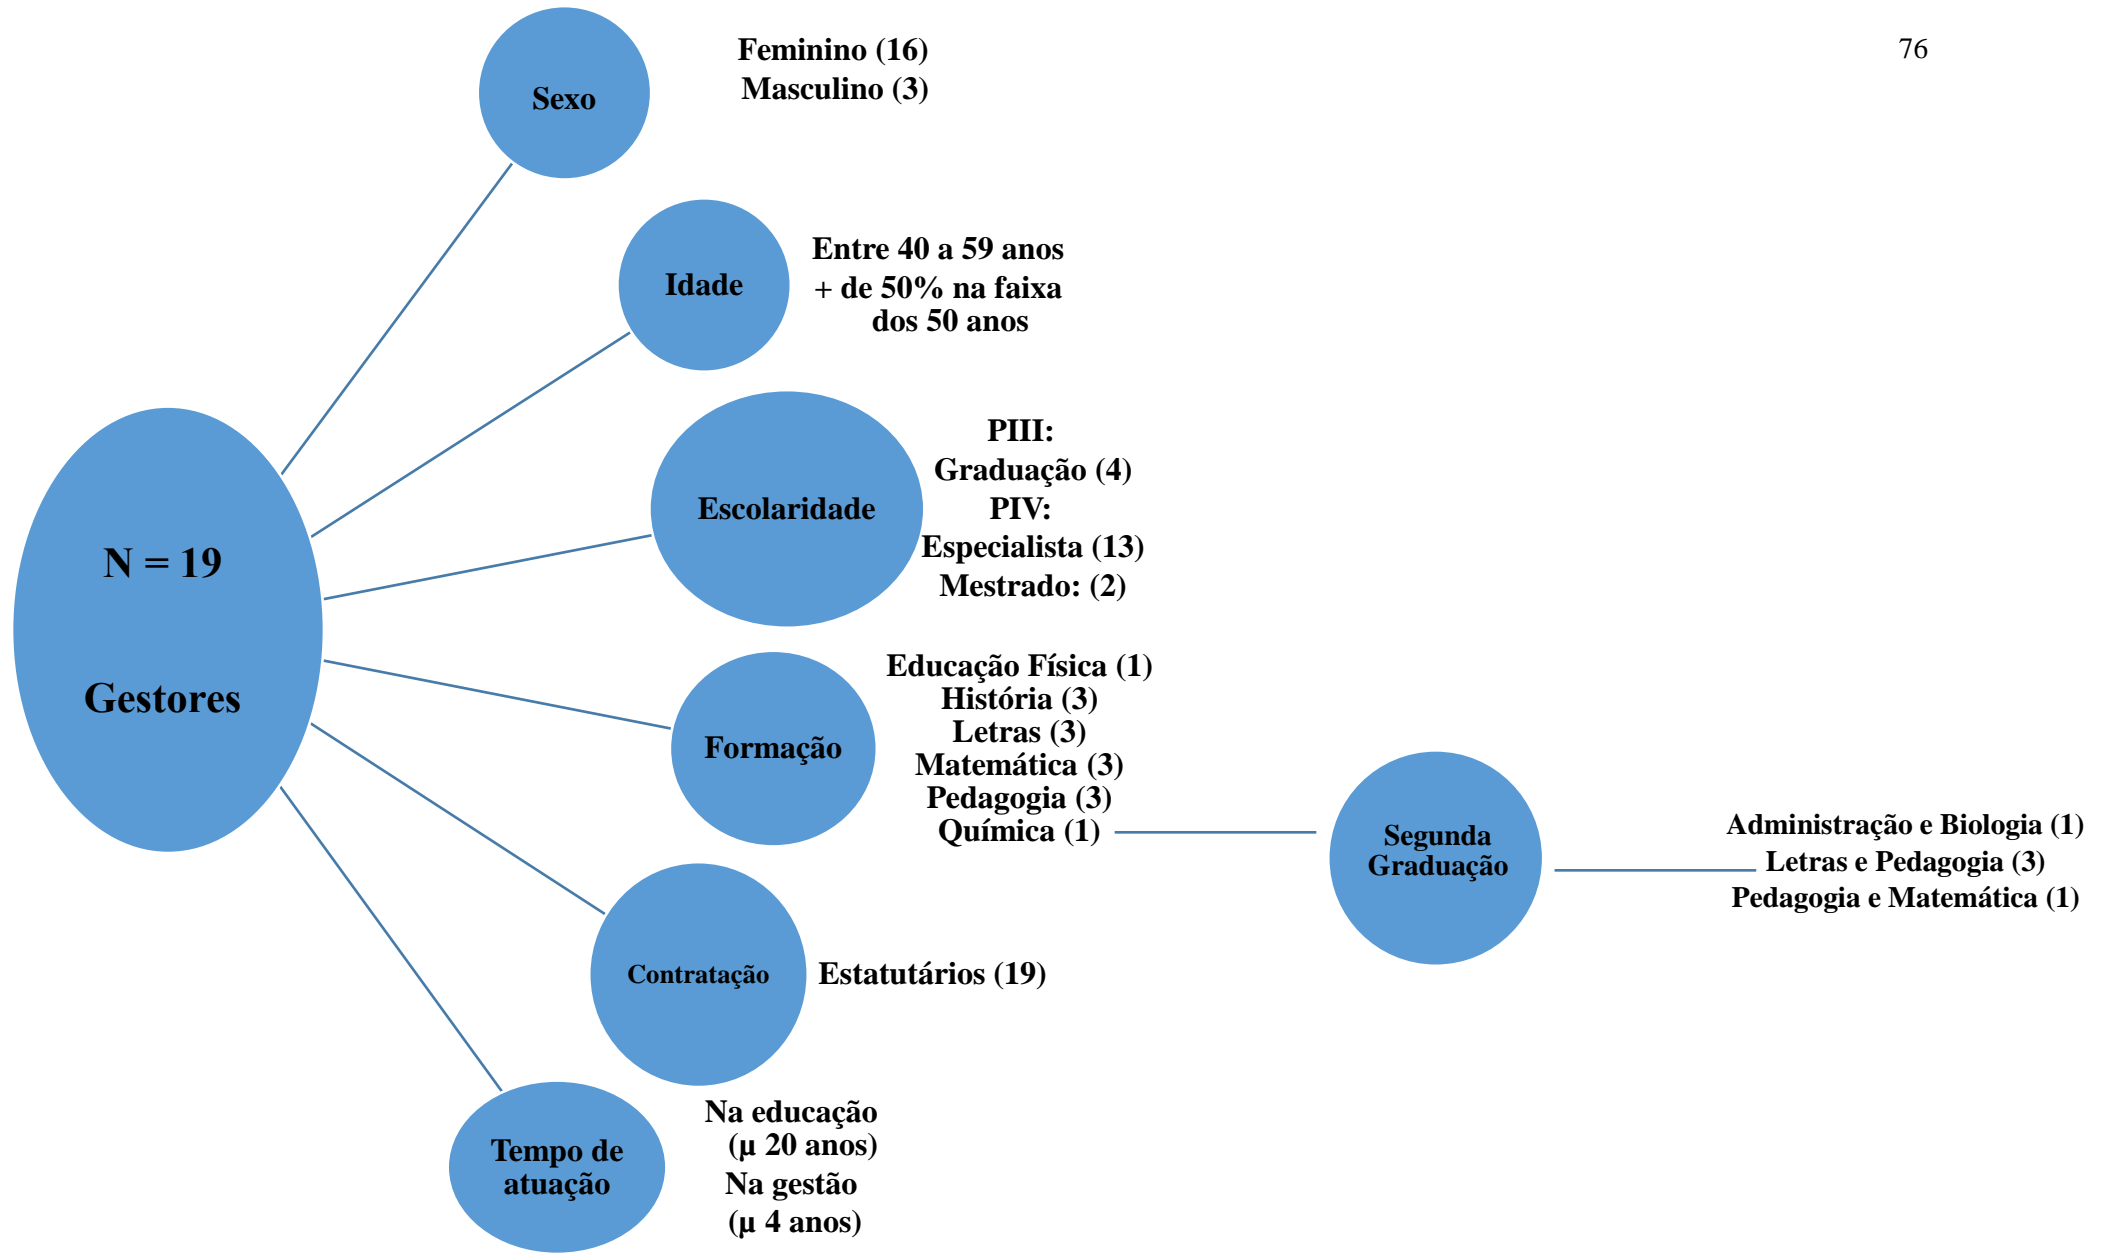 76
Sexo
Feminino (16)
Masculino (3)
Idade
Entre 40 a 59 anos
+ de 50% na faixa
dos 50 anos
Escolaridade
PIII:
Graduação (4)
PIV:
Especialista (13)
Mestrado: (2)
N = 19
Gestores
Formação
Educação Física (1)
História (3)
Letras (3)
Matemática (3)
Pedagogia (3)
Química (1)
Segunda
Graduação
Administração e Biologia (1)
Letras e Pedagogia (3)
Pedagogia e Matemática (1)
Contratação
Estatutários (19)
Tempo de
atuação
Na educação
(µ 20 anos)
Na gestão
(µ 4 anos)